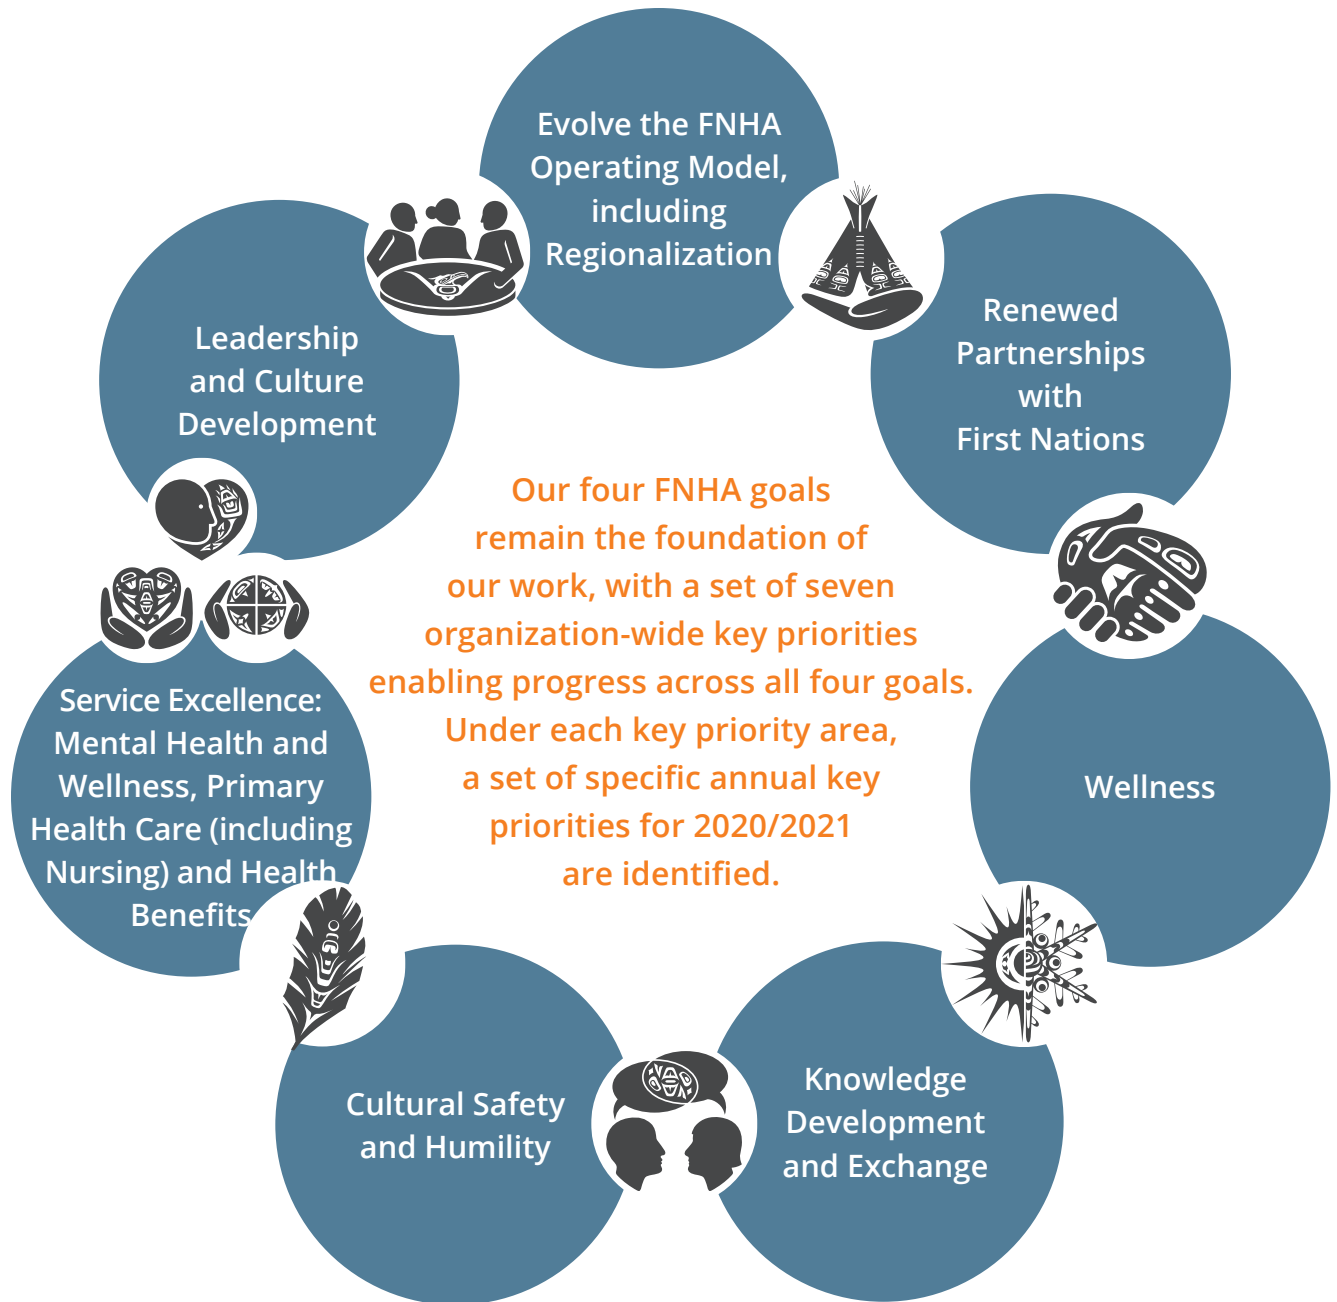 Evolve the FNHA
Operating Model,
including
Regionalization
Renewed
Partnerships
with
First Nations
Leadership
and Culture
Development
Our four FNHA goals
remain the foundation of
our work, with a set of seven
organization-wide key priorities
enabling progress across all four goals.
Under each key priority area,
a set of specific annual key
priorities for 2020/2021
are identified.
Service Excellence:
Mental Health and
Wellness, Primary
Health Care (including
Nursing) and Health
Benefits
Wellness
Cultural Safety
and Humility
Knowledge
Development
and Exchange